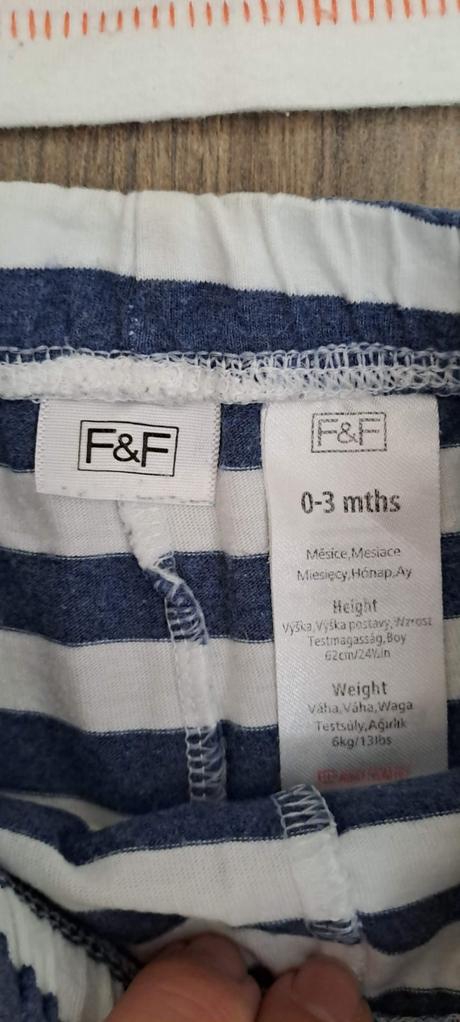 F&F
F&F
0-3 mths
Měsíce,Mesiace
Miesięcy,Hónap,Ay
Height
Výška,Výška postavy,Wzrost
Testmagasság,Boy
62cm/24½in
Weight
Váha,Váha,Waga
Testsúly,Ağırlık
6kg/13lbs